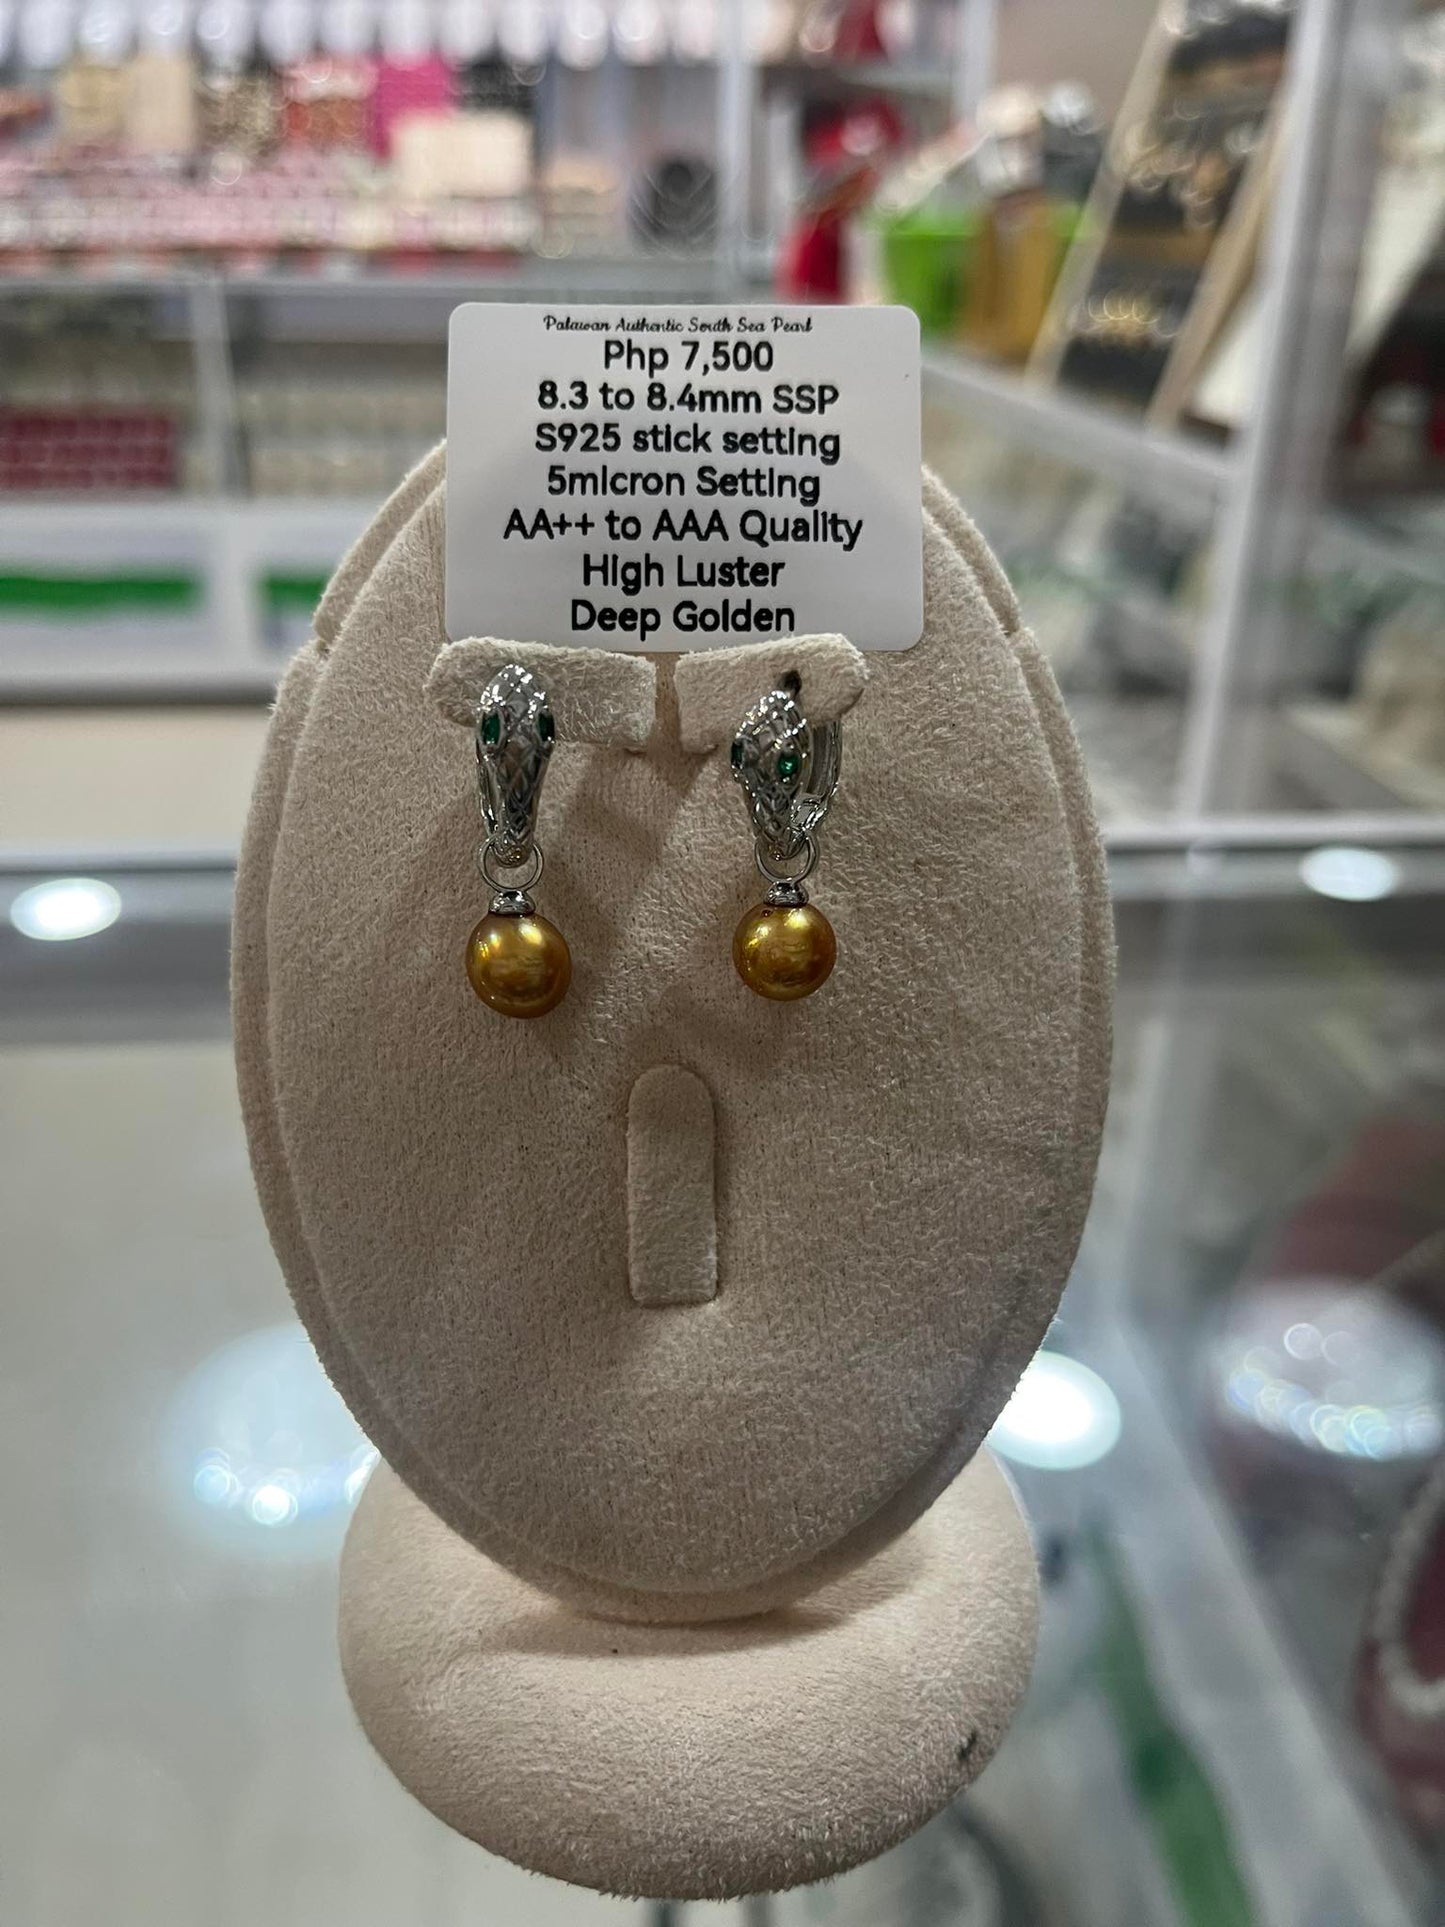 Palawan Authentic South Sea Pearl
Php 7,500
8.3 to 8.4mm SSP
S925 stick setting
5micron Setting
AA++ to AAA Quality
High Luster
Deep Golden